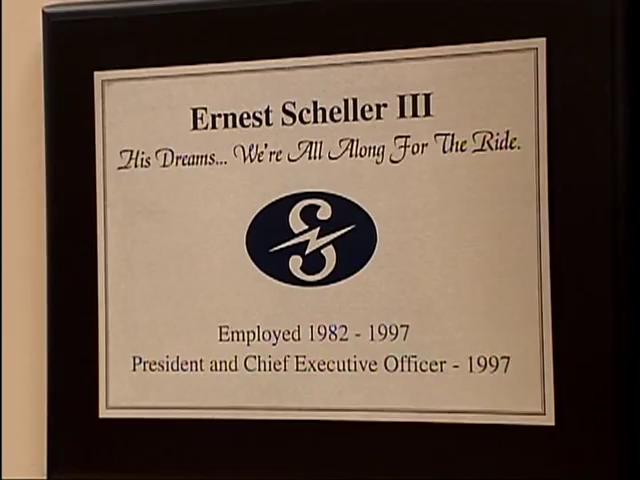 Ernest Scheller III
His Dreams... We're All Along For The Ride.
S
Employed 1982 - 1997
President and Chief Executive Officer - 1997